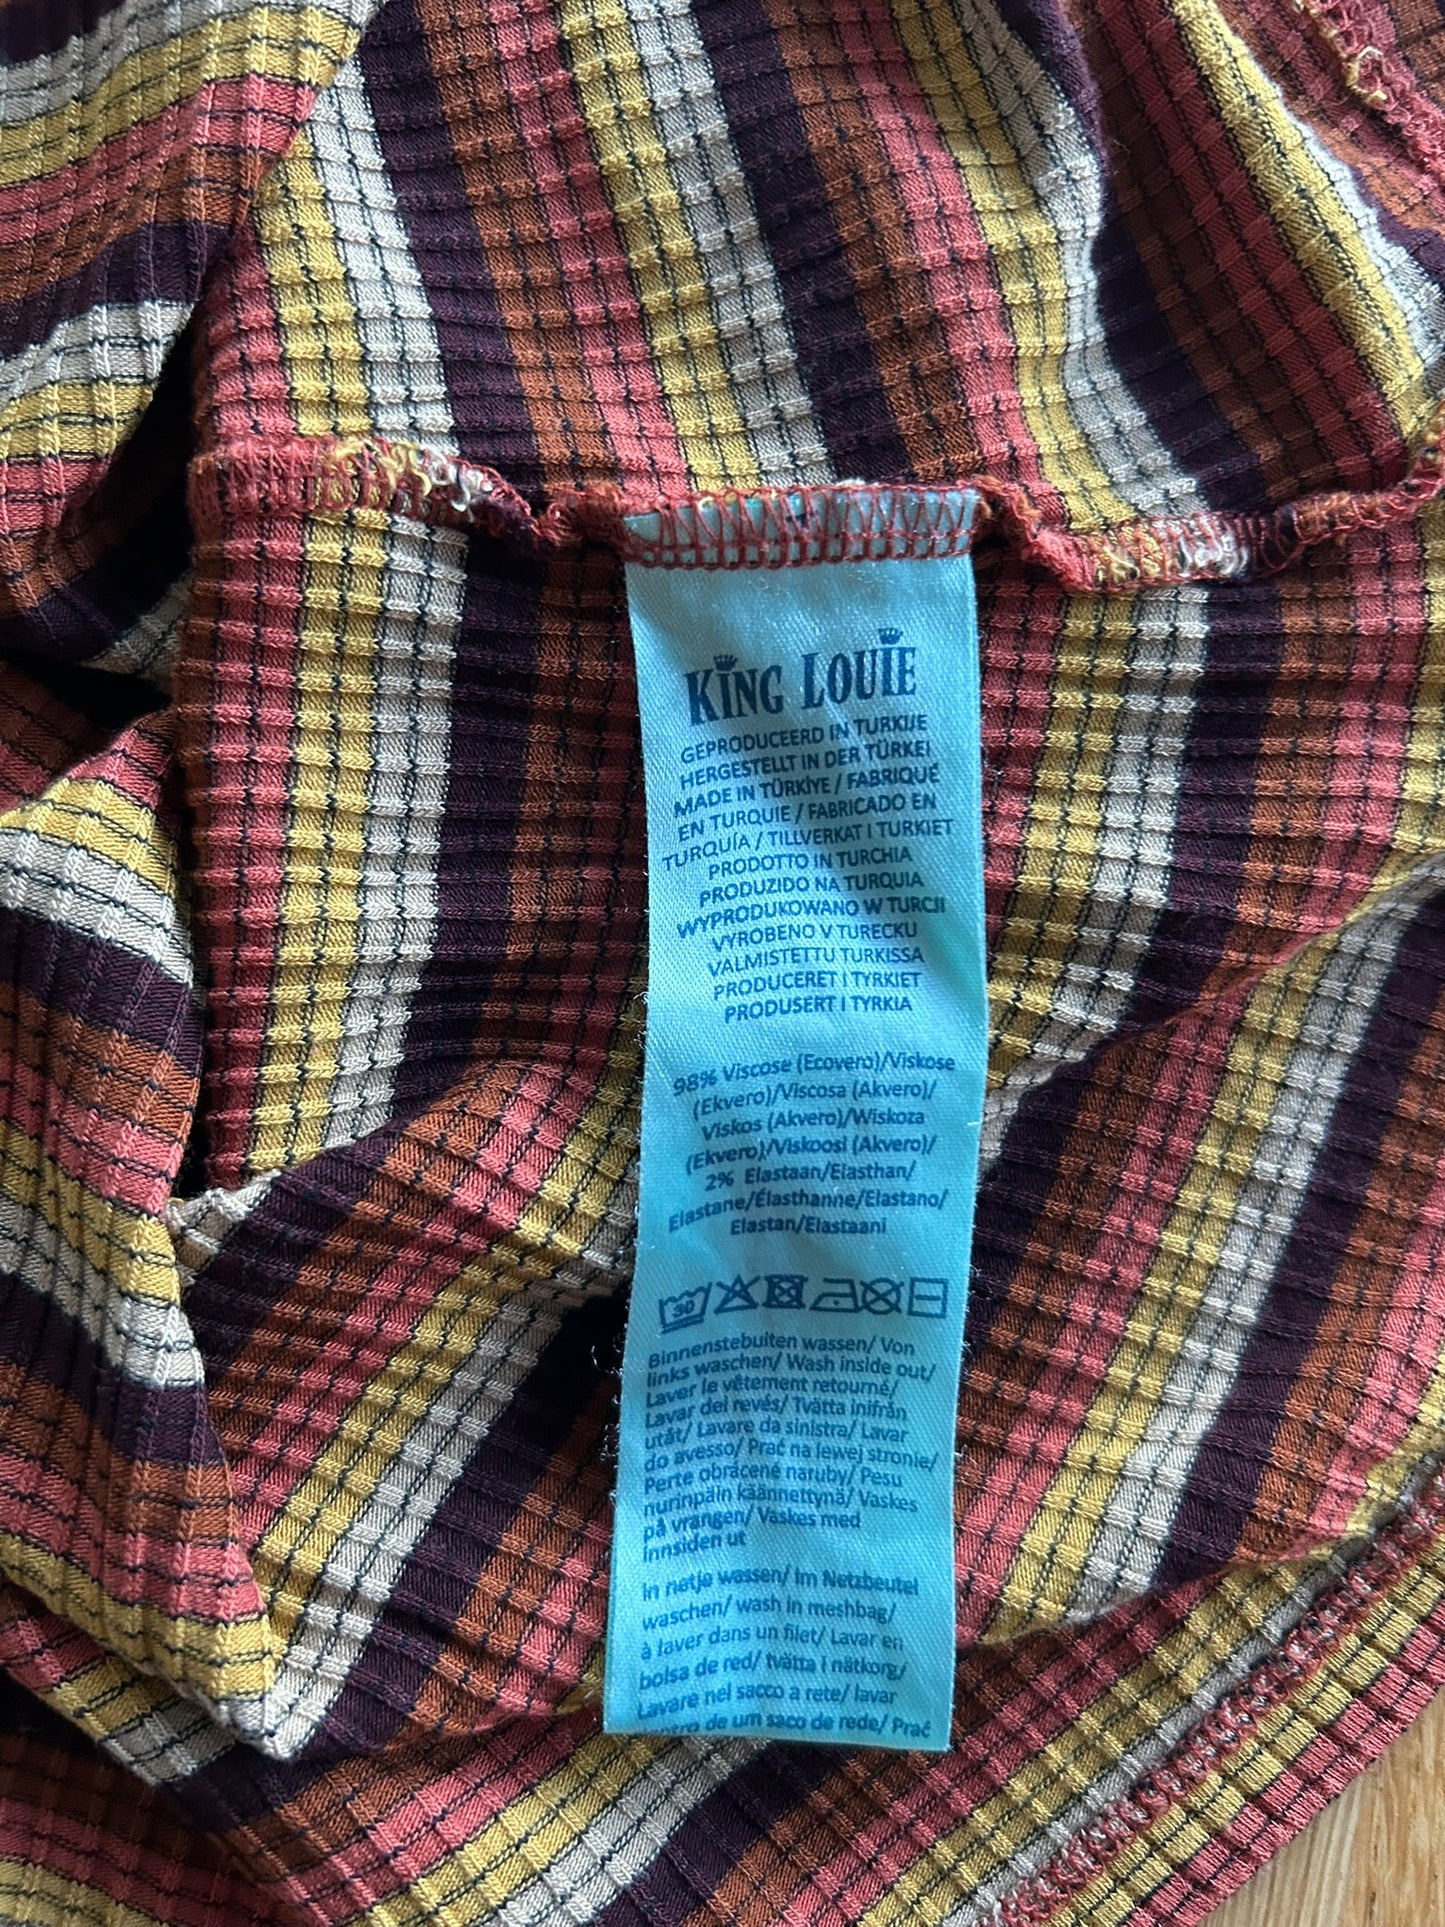 KING LOUIE
GEPRODUCEERD IN TURKIJE
HERGESTELLT IN DER TÜRKEI
MADE IN TÜRKİYE / FABRIQUÉ
EN TURQUIE / FABRICADO EN
TURQUÍA / TILLVERKAT I TURKIET
PRODOTTO IN TURCHIA
PRODUZIDO NA TURQUIA
WYPRODUKOWANO W TURCJI
VYROBENO V TURECKU
VALMISTETTU TURKISSA
PRODUCERET I TYRKIET
PRODUSERT I TYRKIA
98% Viscose (Ecovero)/Viskose
(Ekvero)/Viscosa (Akvero)/
Viskos (Akvero)/Wiskoza
(Ekvero)/Viskoosi (Akvero)/
2% Elastaan/Elasthan/
Elastane/Élasthanne/Elastano/
Elastan/Elastaani
30
Binnenstebuiten wassen/ Von
links waschen/ Wash inside out/
Laver le vêtement retourné/
Lavar del revés/ Tvätta inifrån
utåt/ Lavare da sinistra/ Lavar
do avesso/ Prać na lewej stronie/
Perte obrácené naruby/ Pesu
nurinpäin käännettynä/ Vaskes
på vrangen/ Vaskes med
innsiden ut
In netje wassen/ Im Netzbeutel
waschen/ wash in meshbag/
à laver dans un filet/ Lavar en
bolsa de red/ tvätta i nätkorg/
Lavare nel sacco a rete/ lavar
de um saco de rede/ Prać